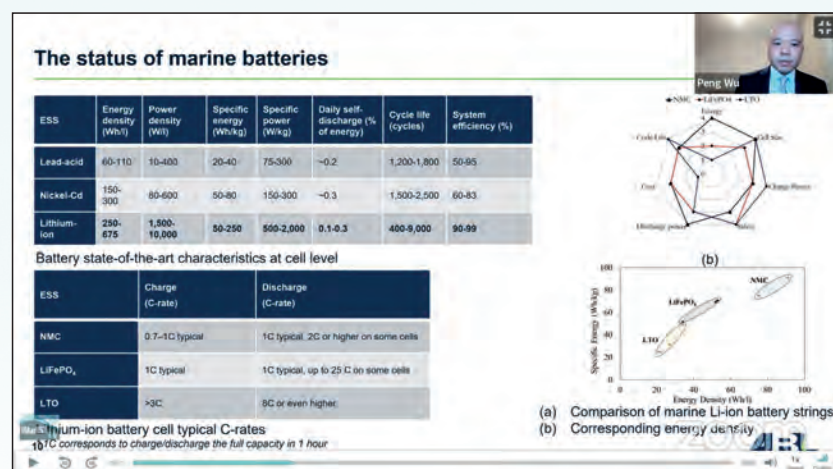 Peng Wu
The status of marine batteries
ESS Energy density (Wh/l) Power density (W/l) Specific energy (Wh/kg) Specific power (W/kg) Daily self-discharge (% of energy) Cycle life (cycles) System efficiency (%)
Lead-acid 60-110 10-400 20-40 75-300 ~0.2 1,200-1,800 50-95
Nickel-Cd 150-300 80-600 50-80 150-300 ~0.3 1,500-2,500 60-83
Lithium-ion 250-675 1,500-10,000 50-250 500-2,000 0.1-0.3 400-9,000 90-99
Battery state-of-the-art characteristics at cell level
ESS Charge (C-rate) Discharge (C-rate)
NMC 0.7–1C typical 1C typical, 2C or higher on some cells
LiFePO₄ 1C typical 1C typical, up to 25 C on some cells
LTO >3C 8C or even higher
Lithium-ion battery cell typical C-rates
10 1C corresponds to charge/discharge the full capacity in 1 hour
NMC LiFePO4 LTO
Energy
Cell Size
Charge Power
Safety
Discharge power
Cost
Cycle Life
(b)
Specific Energy (Wh/kg)
100
80
60
40
20
0
NMC
LiFePO₄
LTO
0 20 40 60 80 100
Energy Density (Wh/l)
(a) Comparison of marine Li-ion battery strings
(b) Corresponding energy density
zoom
1x